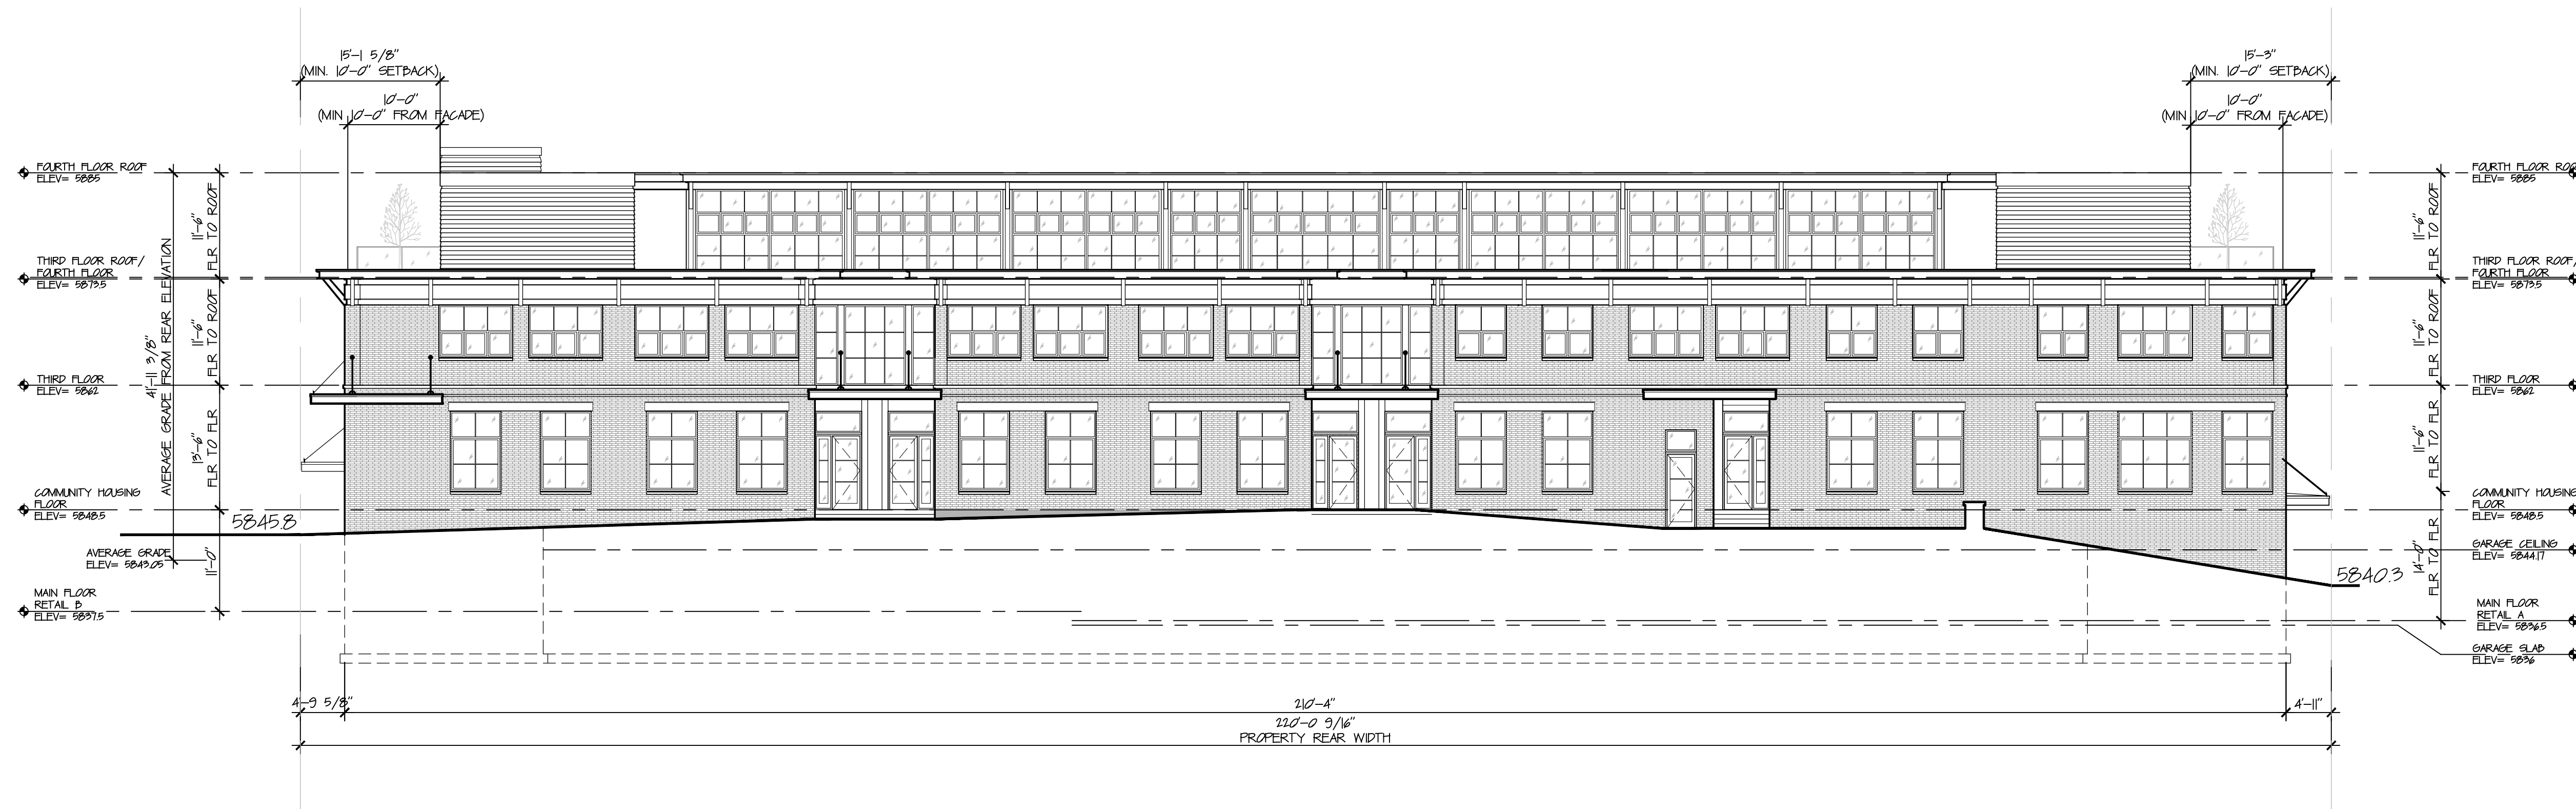 15'-1 5/8"
(MIN. 10'-0" SETBACK)
10'-0"
(MIN 10'-0" FROM FACADE)
15'-3"
(MIN. 10'-0" SETBACK)
10'-0"
(MIN 10'-0" FROM FACADE)
FOURTH FLOOR ROOF
ELEV= 5885
THIRD FLOOR ROOF/
FOURTH FLOOR
ELEV= 5873.5
THIRD FLOOR
ELEV= 5862
COMMUNITY HOUSING
FLOOR
ELEV= 5848.5
AVERAGE GRADE
ELEV= 5843.05
MAIN FLOOR
RETAIL B
ELEV= 5837.5
41'-11 3/8"
AVERAGE GRADE FROM REAR ELEVATION
11'-6"
FLR TO ROOF
11'-6"
FLR TO ROOF
13'-6"
FLR TO FLR
11'-0"
5845.8
5840.3
11'-6"
FLR TO ROOF
11'-6"
FLR TO ROOF
11'-6"
FLR TO FLR
14'-0"
FLR TO FLR
FOURTH FLOOR ROOF
ELEV= 5885
THIRD FLOOR ROOF/
FOURTH FLOOR
ELEV= 5873.5
THIRD FLOOR
ELEV= 5862
COMMUNITY HOUSING
FLOOR
ELEV= 5848.5
GARAGE CEILING
ELEV= 5844.17
MAIN FLOOR
RETAIL A
ELEV= 5836.5
GARAGE SLAB
ELEV= 5836
4'-9 5/8"
210'-4"
4'-11"
220'-0 9/16"
PROPERTY REAR WIDTH